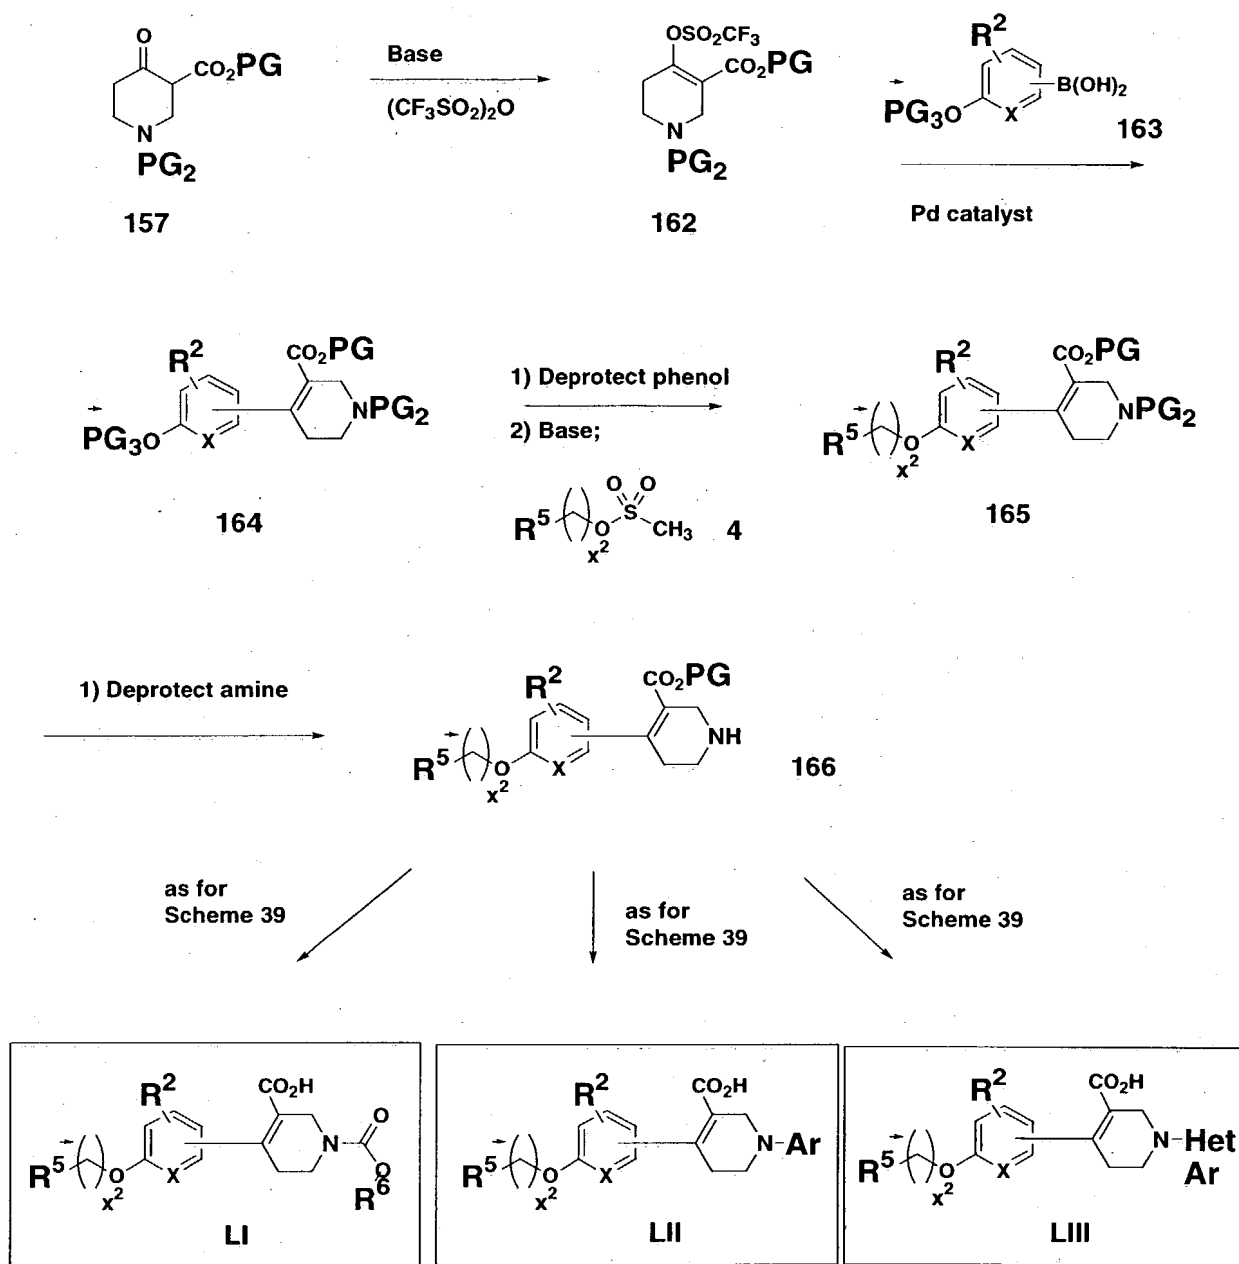 O
CO₂PG
N
PG₂
157
Base
(CF₃SO₂)₂O
OSO₂CF₃
CO₂PG
N
PG₂
162
R²
PG₃O
X
B(OH)₂
163
Pd catalyst
R²
CO₂PG
PG₃O
X
NPG₂
164
1) Deprotect phenol
2) Base;
R⁵
( )
x²
O
S
O O
CH₃
4
R²
CO₂PG
R⁵
( )
x²
O
X
NPG₂
165
1) Deprotect amine
R²
CO₂PG
R⁵
( )
x²
O
X
NH
166
as for
Scheme 39
as for
Scheme 39
as for
Scheme 39
R²
CO₂H
R⁵
( )
x²
O
X
N
O
O
R⁶
LI
R²
CO₂H
R⁵
( )
x²
O
X
N-Ar
LII
R²
CO₂H
R⁵
( )
x²
O
X
N-Het
Ar
LIII